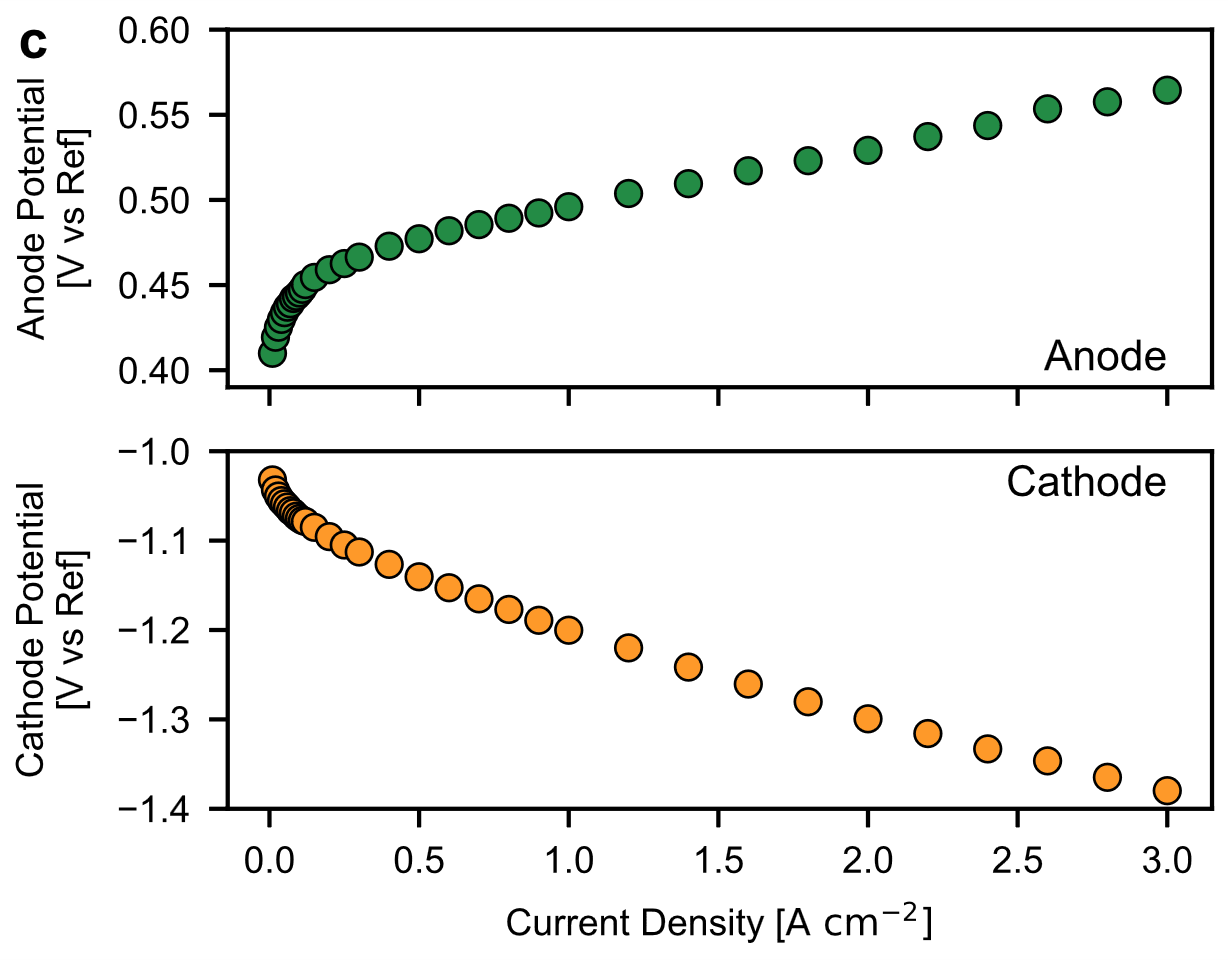 c
Anode Potential
[V vs Ref]
0.60
0.55
0.50
0.45
0.40
Anode
Cathode Potential
[V vs Ref]
−1.0
−1.1
−1.2
−1.3
−1.4
Cathode
0.0 0.5 1.0 1.5 2.0 2.5 3.0
Current Density [A cm⁻²]